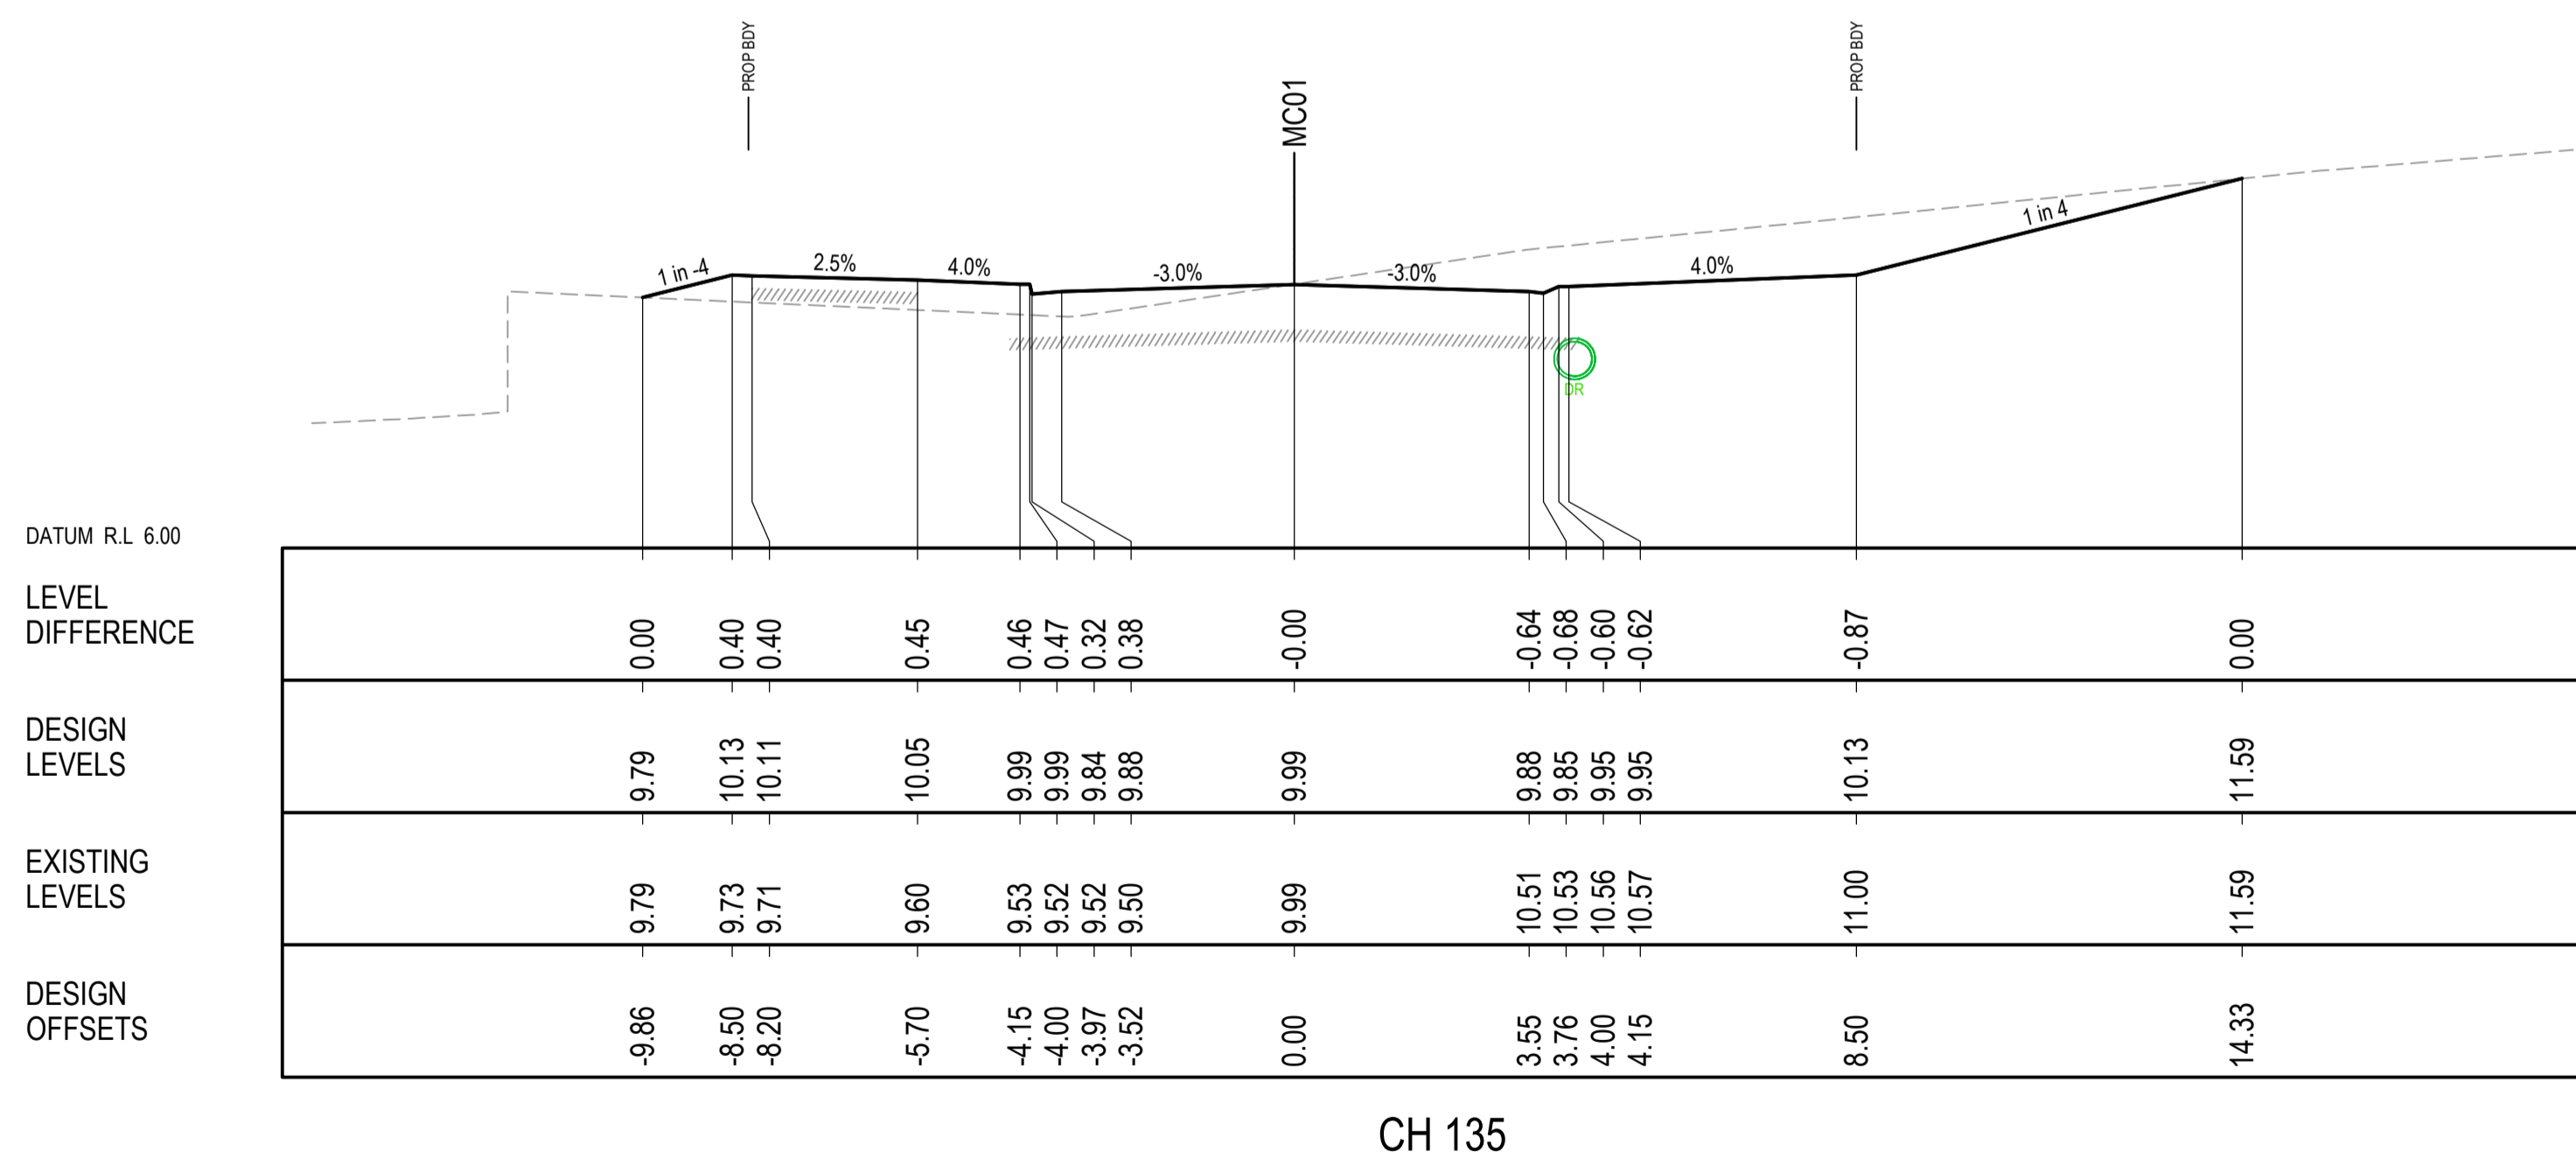 PROP BDY
MC01
PROP BDY
1 in -4
2.5%
4.0%
-3.0%
-3.0%
4.0%
1 in 4
DR
DATUM R.L 6.00
LEVEL
DIFFERENCE
0.00 0.40 0.40 0.45 0.46 0.47 0.32 0.38 -0.00 -0.64 -0.68 -0.60 -0.62 -0.87 0.00
DESIGN
LEVELS
9.79 10.13 10.11 10.05 9.99 9.99 9.84 9.88 9.99 9.88 9.85 9.95 9.95 10.13 11.59
EXISTING
LEVELS
9.79 9.73 9.71 9.60 9.53 9.52 9.52 9.50 9.99 10.51 10.53 10.56 10.57 11.00 11.59
DESIGN
OFFSETS
-9.86 -8.50 -8.20 -5.70 -4.15 -4.00 -3.97 -3.52 0.00 3.55 3.76 4.00 4.15 8.50 14.33
CH 135